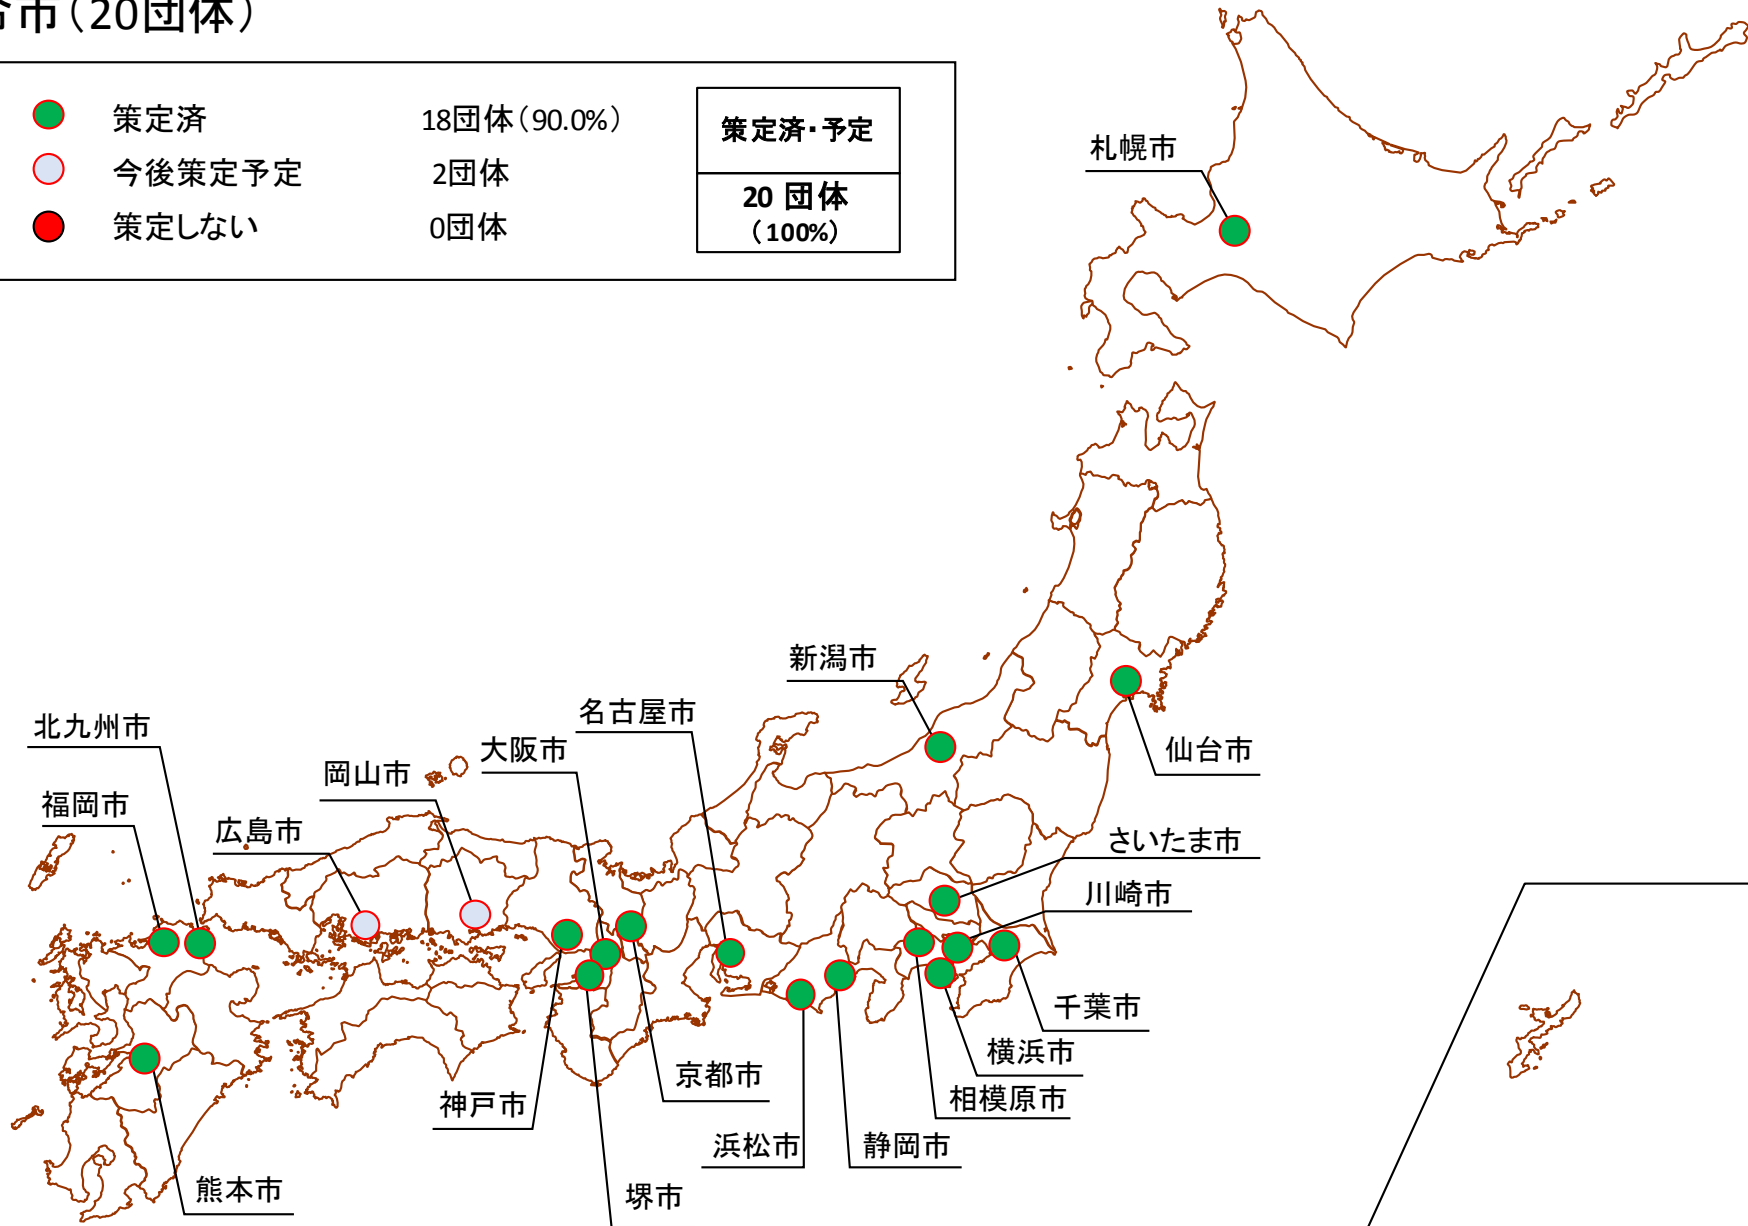 市（20団体）
策定済 18団体（90.0%）
今後策定予定 2団体
策定しない 0団体
策定済・予定
20 団体
（100%）
札幌市
新潟市
仙台市
名古屋市
北九州市
大阪市
岡山市
福岡市
広島市
さいたま市
川崎市
千葉市
横浜市
京都市
相模原市
神戸市
浜松市
静岡市
熊本市
堺市